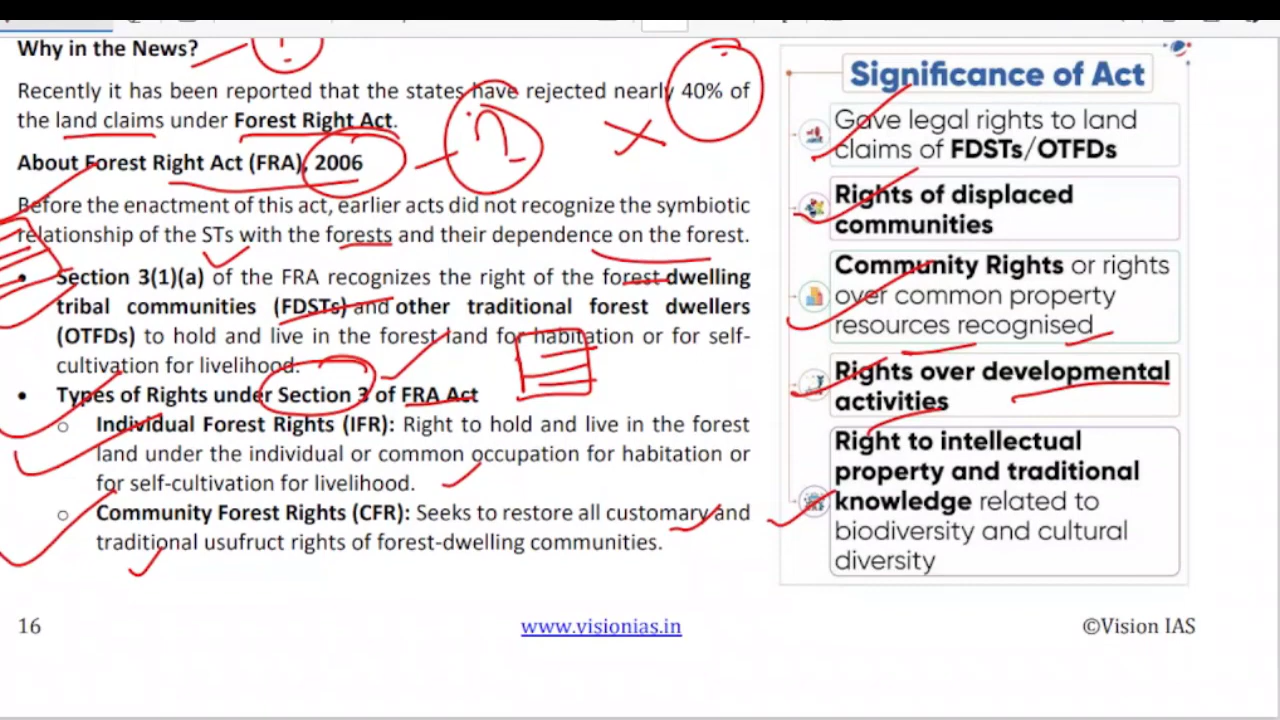 Why in the News?
Recently it has been reported that the states have rejected nearly 40% of
the land claims under Forest Right Act.
About Forest Right Act (FRA), 2006
Before the enactment of this act, earlier acts did not recognize the symbiotic
relationship of the STs with the forests and their dependence on the forest.
• Section 3(1)(a) of the FRA recognizes the right of the forest dwelling
tribal communities (FDSTs) and other traditional forest dwellers
(OTFDs) to hold and live in the forest land for habitation or for self-
cultivation for livelihood.
• Types of Rights under Section 3 of FRA Act
o Individual Forest Rights (IFR): Right to hold and live in the forest
land under the individual or common occupation for habitation or
for self-cultivation for livelihood.
o Community Forest Rights (CFR): Seeks to restore all customary and
traditional usufruct rights of forest-dwelling communities.
Significance of Act
Gave legal rights to land
claims of FDSTs/OTFDs
Rights of displaced
communities
Community Rights or rights
over common property
resources recognised
Rights over developmental
activities
Right to intellectual
property and traditional
knowledge related to
biodiversity and cultural
diversity
16
www.visionias.in
©Vision IAS